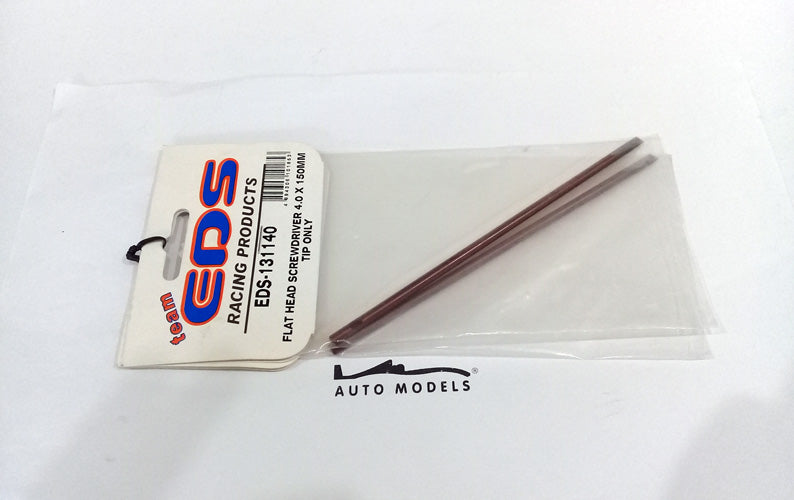 team
EDS
RACING PRODUCTS
EDS-131140
FLAT HEAD SCREWDRIVER 4.0 X 150MM
TIP ONLY
AUTO MODELS